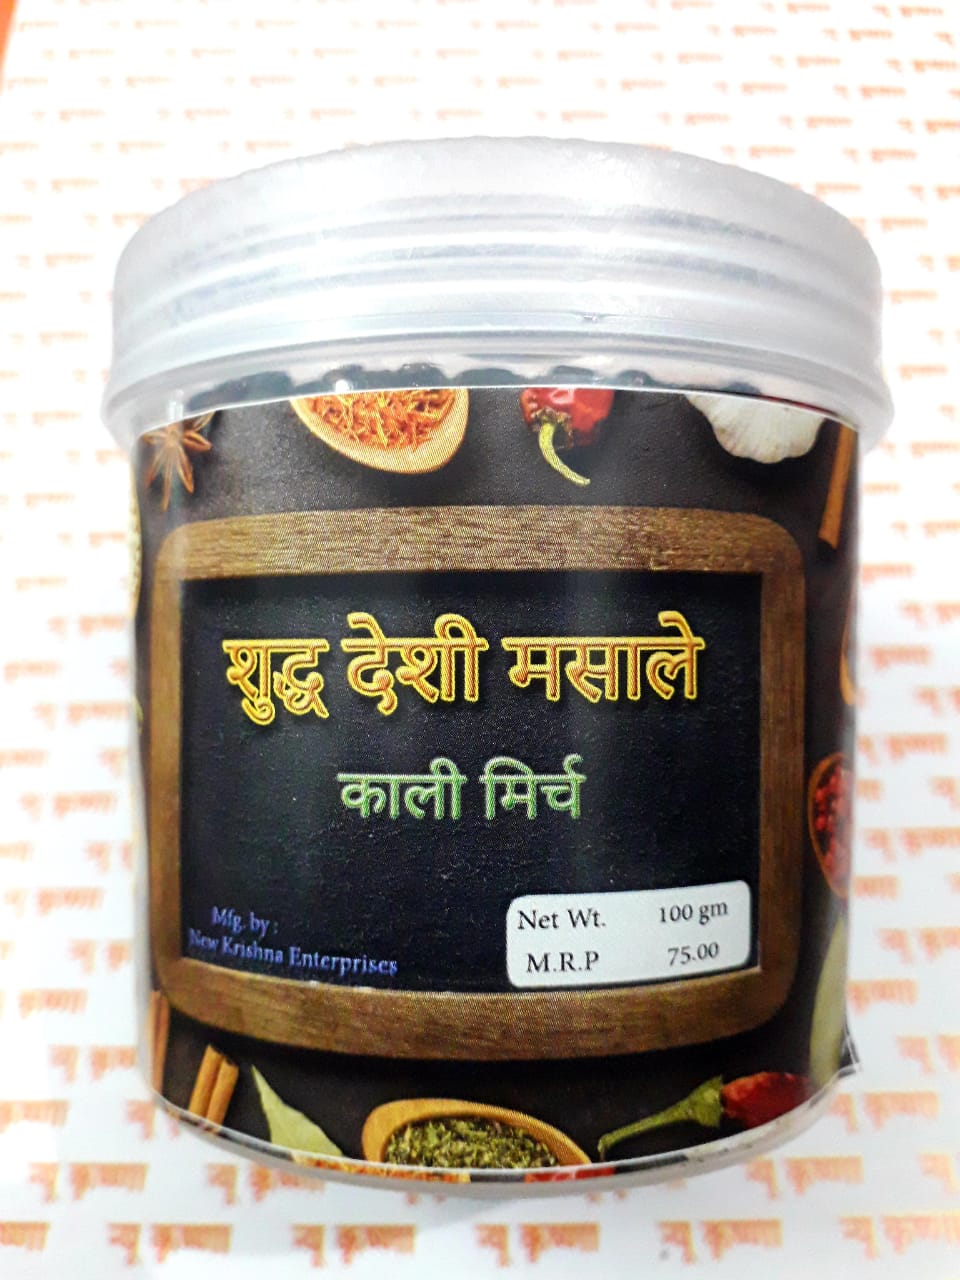 शुद्ध देशी मसाले
काली मिर्च
Mfg. by :
New Krishna Enterprises
Net Wt. 100 gm
M.R.P 75.00
न्यू कृष्णा